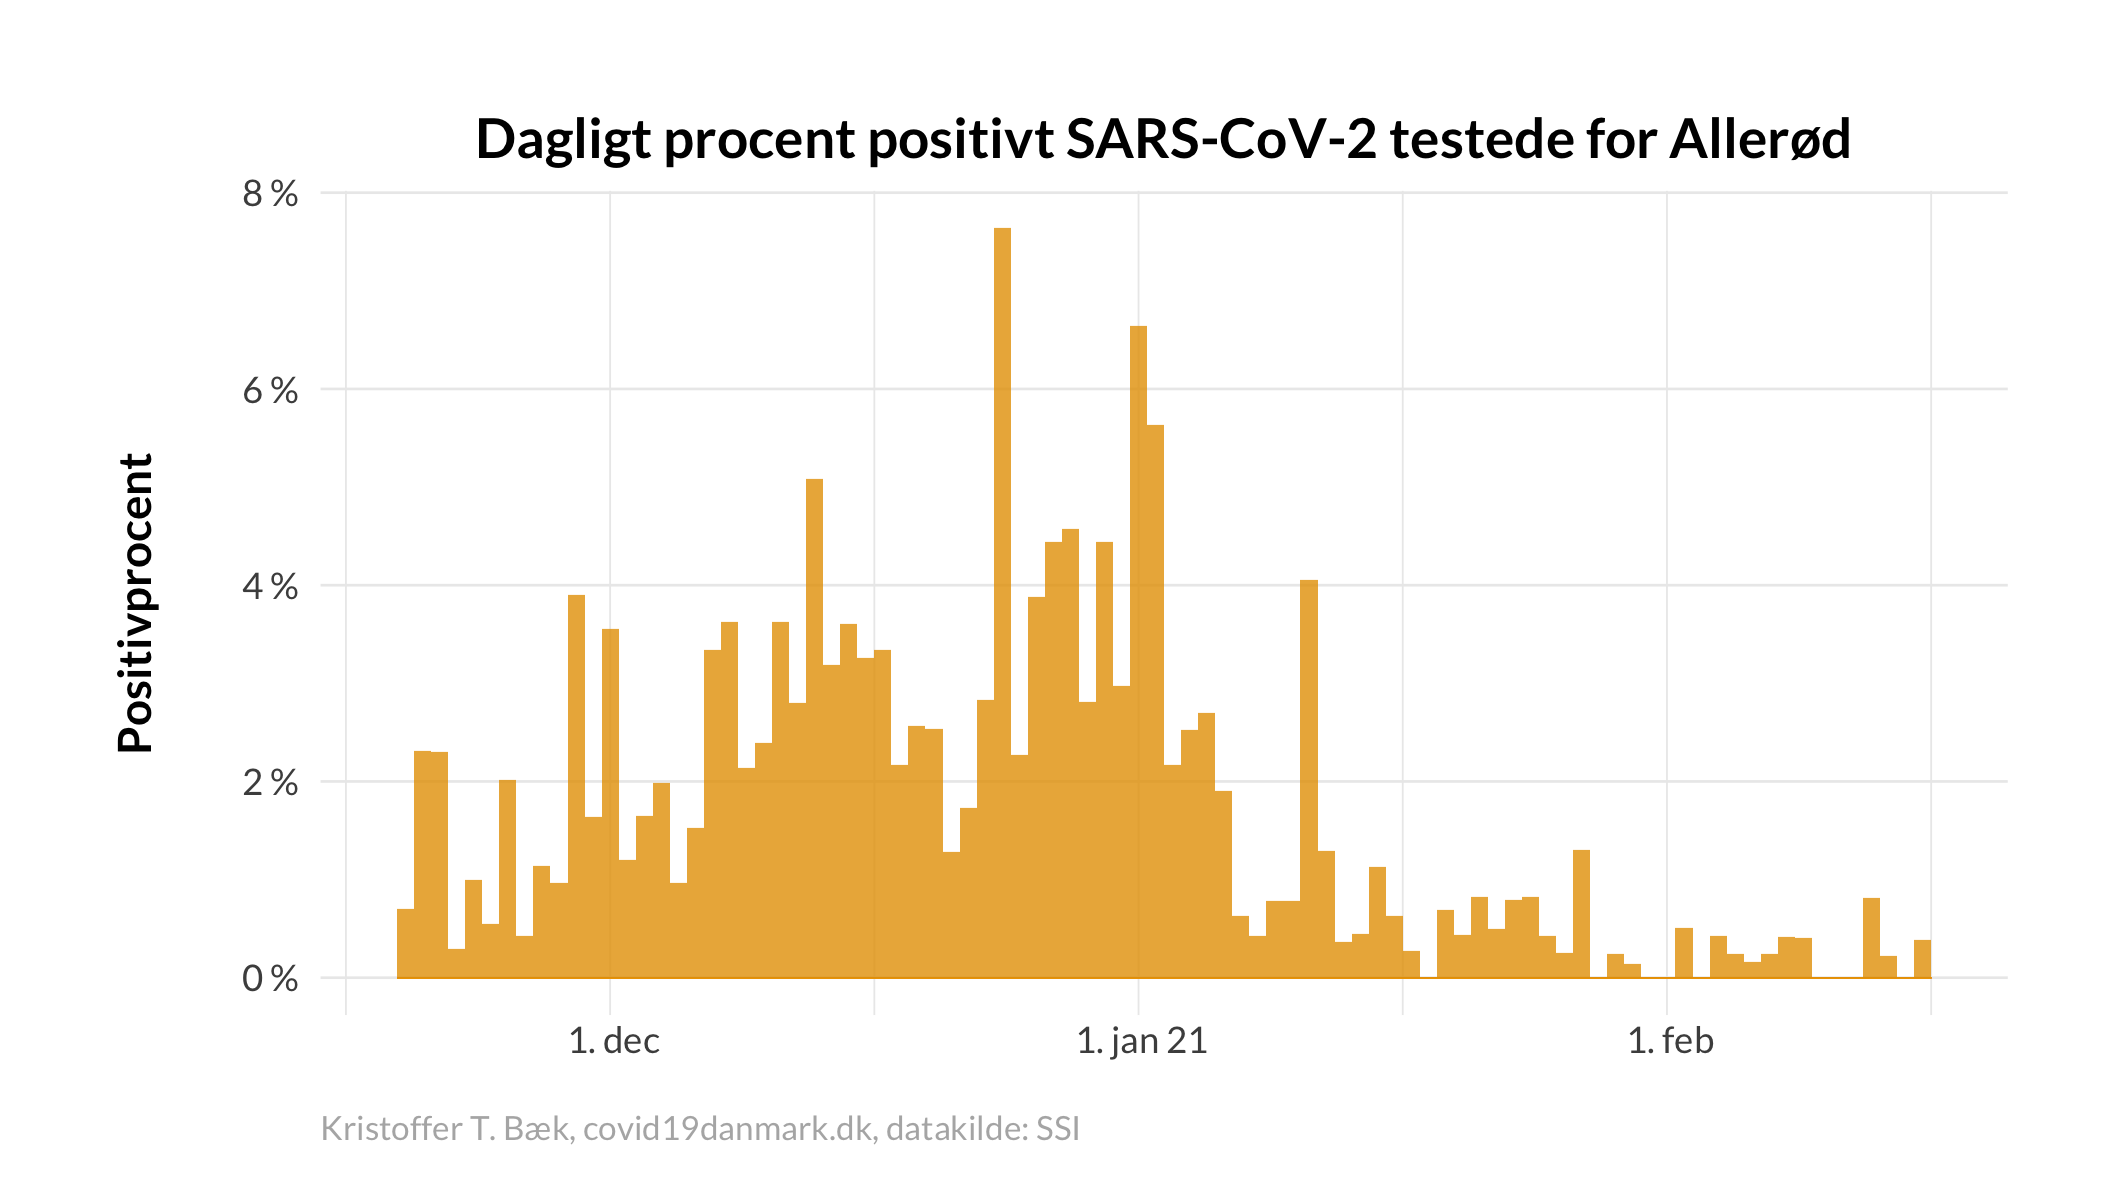 Dagligt procent positivt SARS-CoV-2 testede for Allerød
Positivprocent
8 %
6 %
4 %
2 %
0 %
1. dec
1. jan 21
1. feb
Kristoffer T. Bæk, covid19danmark.dk, datakilde: SSI